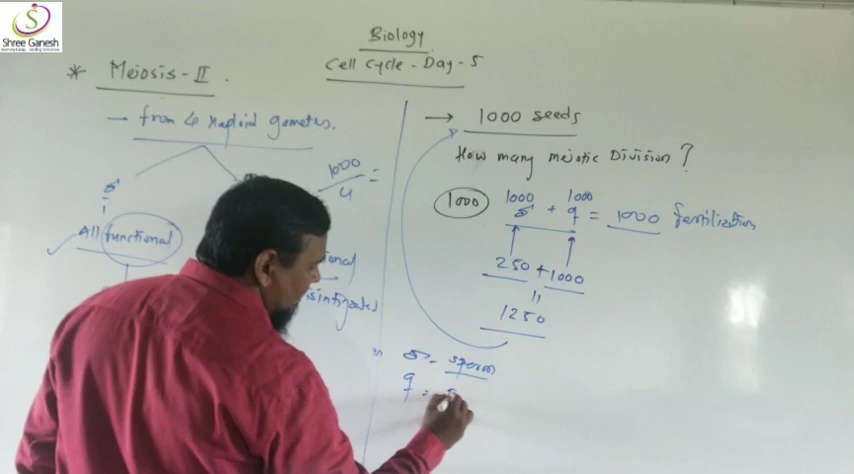 Shree Ganesh
Biology
Cell Cycle - Day - 5
* Meiosis - II.
→ from 4 Haploid gametes.
♂
All functional
1000/4 =
→ 1000 seeds
How many meiotic Division?
1000
1000 1000
♂ + ♀ = 1000 fertilization
250 + 1000
=
1250
♂ - sperm
♀ =